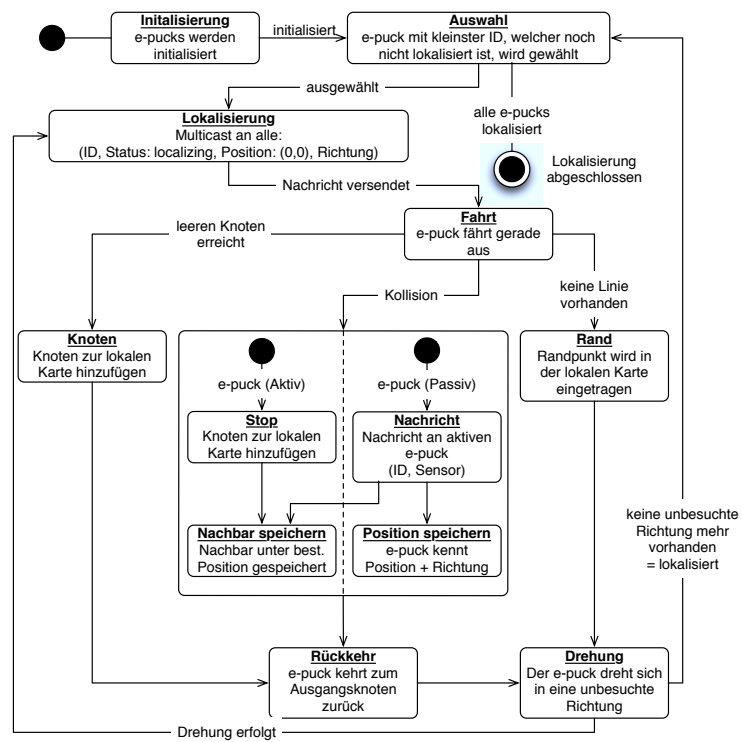 Initalisierung
e-pucks werden
initialisiert
initialisiert
Auswahl
e-puck mit kleinster ID, welcher noch
nicht lokalisiert ist, wird gewählt
ausgewählt
alle e-pucks
lokalisiert
Lokalisierung
Multicast an alle:
(ID, Status: localizing, Position: (0,0), Richtung)
Lokalisierung
abgeschlossen
Nachricht versendet
Fahrt
e-puck fährt gerade
aus
leeren Knoten
erreicht
Kollision
keine Linie
vorhanden
Knoten
Knoten zur lokalen
Karte hinzufügen
Rand
Randpunkt wird in
der lokalen Karte
eingetragen
e-puck (Aktiv)
e-puck (Passiv)
Stop
Knoten zur lokalen
Karte hinzufügen
Nachricht
Nachricht an aktiven
e-puck
(ID, Sensor)
Nachbar speichern
Nachbar unter best.
Position gespeichert
Position speichern
e-puck kennt
Position + Richtung
keine unbesuchte
Richtung mehr
vorhanden
= lokalisiert
Rückkehr
e-puck kehrt zum
Ausgangsknoten
zurück
Drehung
Der e-puck dreht sich
in eine unbesuchte
Richtung
Drehung erfolgt